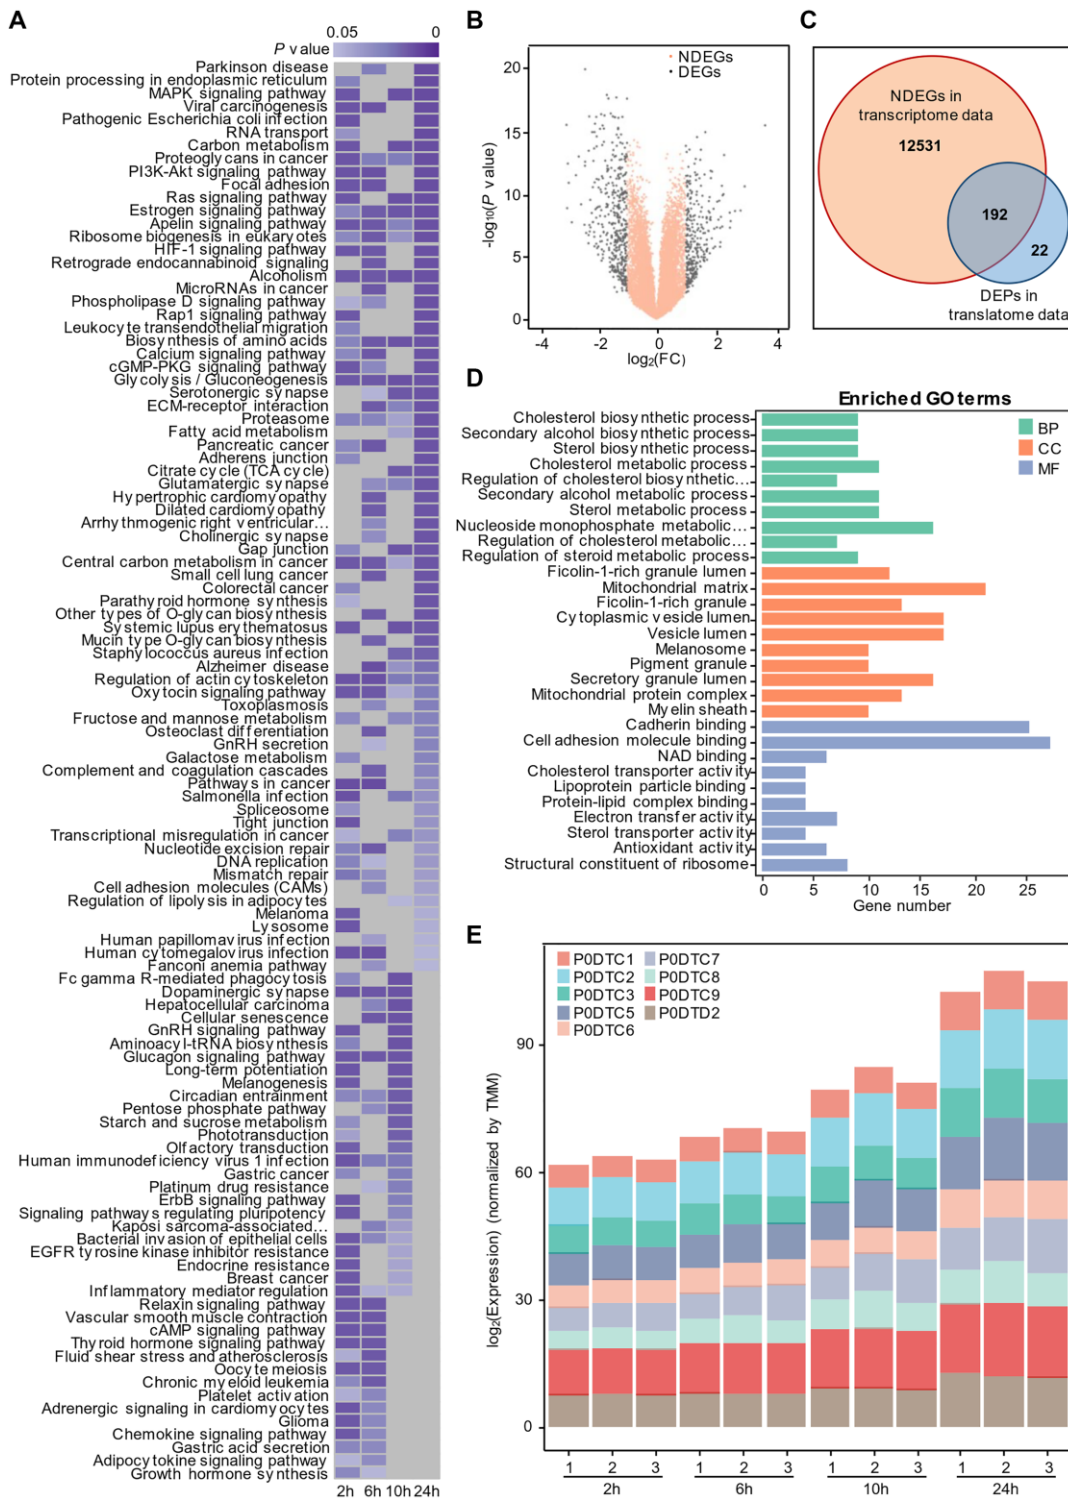 A
0.05 0
P value
Parkinson disease
Protein processing in endoplasmic reticulum
MAPK signaling pathway
Viral carcinogenesis
Pathogenic Escherichia coli infection
RNA transport
Carbon metabolism
Proteoglycans in cancer
PI3K-Akt signaling pathway
Focal adhesion
Ras signaling pathway
Estrogen signaling pathway
Apelin signaling pathway
Ribosome biogenesis in eukaryotes
HIF-1 signaling pathway
Retrograde endocannabinoid signaling
Alcoholism
MicroRNAs in cancer
Phospholipase D signaling pathway
Rap1 signaling pathway
Leukocyte transendothelial migration
Biosynthesis of amino acids
Calcium signaling pathway
cGMP-PKG signaling pathway
Glycolysis / Gluconeogenesis
Serotonergic synapse
ECM-receptor interaction
Proteasome
Fatty acid metabolism
Pancreatic cancer
Adherens junction
Citrate cycle (TCA cycle)
Glutamatergic synapse
Hypertrophic cardiomyopathy
Dilated cardiomyopathy
Arrhythmogenic right ventricular...
Cholinergic synapse
Gap junction
Central carbon metabolism in cancer
Small cell lung cancer
Colorectal cancer
Parathyroid hormone synthesis
Other types of O-glycan biosynthesis
Systemic lupus erythematosus
Mucin type O-glycan biosynthesis
Staphylococcus aureus infection
Alzheimer disease
Regulation of actin cytoskeleton
Oxytocin signaling pathway
Toxoplasmosis
Fructose and mannose metabolism
Osteoclast differentiation
GnRH secretion
Galactose metabolism
Complement and coagulation cascades
Pathways in cancer
Salmonella infection
Spliceosome
Tight junction
Transcriptional misregulation in cancer
Nucleotide excision repair
DNA replication
Mismatch repair
Cell adhesion molecules (CAMs)
Regulation of lipolysis in adipocytes
Melanoma
Lysosome
Human papillomavirus infection
Human cytomegalovirus infection
Fanconi anemia pathway
Fc gamma R-mediated phagocytosis
Dopaminergic synapse
Hepatocellular carcinoma
Cellular senescence
GnRH signaling pathway
Aminoacyl-tRNA biosynthesis
Glucagon signaling pathway
Long-term potentiation
Melanogenesis
Circadian entrainment
Pentose phosphate pathway
Starch and sucrose metabolism
Phototransduction
Olfactory transduction
Human immunodeficiency virus 1 infection
Gastric cancer
Platinum drug resistance
ErbB signaling pathway
Signaling pathways regulating pluripotency
Kaposi sarcoma-associated...
Bacterial invasion of epithelial cells
EGFR tyrosine kinase inhibitor resistance
Endocrine resistance
Breast cancer
Inflammatory mediator regulation
Relaxin signaling pathway
Vascular smooth muscle contraction
cAMP signaling pathway
Thyroid hormone signaling pathway
Fluid shear stress and atherosclerosis
Oocyte meiosis
Chronic myeloid leukemia
Platelet activation
Adrenergic signaling in cardiomyocytes
Glioma
Chemokine signaling pathway
Gastric acid secretion
Adipocytokine signaling pathway
Growth hormone synthesis
2h 6h 10h 24h
B
NDEGs
DEGs
20
15
10
5
0
-log10(P value)
-4 -2 0 2 4
log2(FC)
C
NDEGs in
transcriptome data
12531
192
22
DEPs in
translatome data
D
Enriched GO terms
BP
CC
MF
Cholesterol biosynthetic process
Secondary alcohol biosynthetic process
Sterol biosynthetic process
Cholesterol metabolic process
Regulation of cholesterol biosynthetic...
Secondary alcohol metabolic process
Sterol metabolic process
Nucleoside monophosphate metabolic...
Regulation of cholesterol metabolic...
Regulation of steroid metabolic process
Ficolin-1-rich granule lumen
Mitochondrial matrix
Ficolin-1-rich granule
Cytoplasmic vesicle lumen
Vesicle lumen
Melanosome
Pigment granule
Secretory granule lumen
Mitochondrial protein complex
Myelin sheath
Cadherin binding
Cell adhesion molecule binding
NAD binding
Cholesterol transporter activity
Lipoprotein particle binding
Protein-lipid complex binding
Electron transfer activity
Sterol transporter activity
Antioxidant activity
Structural constituent of ribosome
0 5 10 15 20 25
Gene number
E
P0DTC1 P0DTC7
P0DTC2 P0DTC8
P0DTC3 P0DTC9
P0DTC5 P0DTD2
P0DTC6
90
60
30
0
log2(Expression) (normalized by TMM)
1 2 3 1 2 3 1 2 3 1 2 3
2h 6h 10h 24h